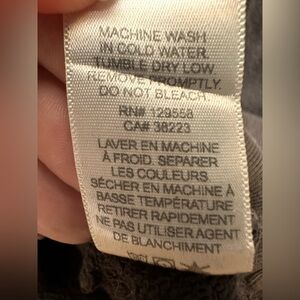 MACHINE WASH
IN COLD WATER
TUMBLE DRY LOW
REMOVE PROMPTLY
DO NOT BLEACH.
RN# 129558
CA# 38223
LAVER EN MACHINE
À FROID. SÉPARER
LES COULEURS
SÉCHER EN MACHINE À
BASSE TEMPÉRATURE
RETIRER RAPIDEMENT
NE PAS UTILISER AGENT
DE BLANCHIMENT